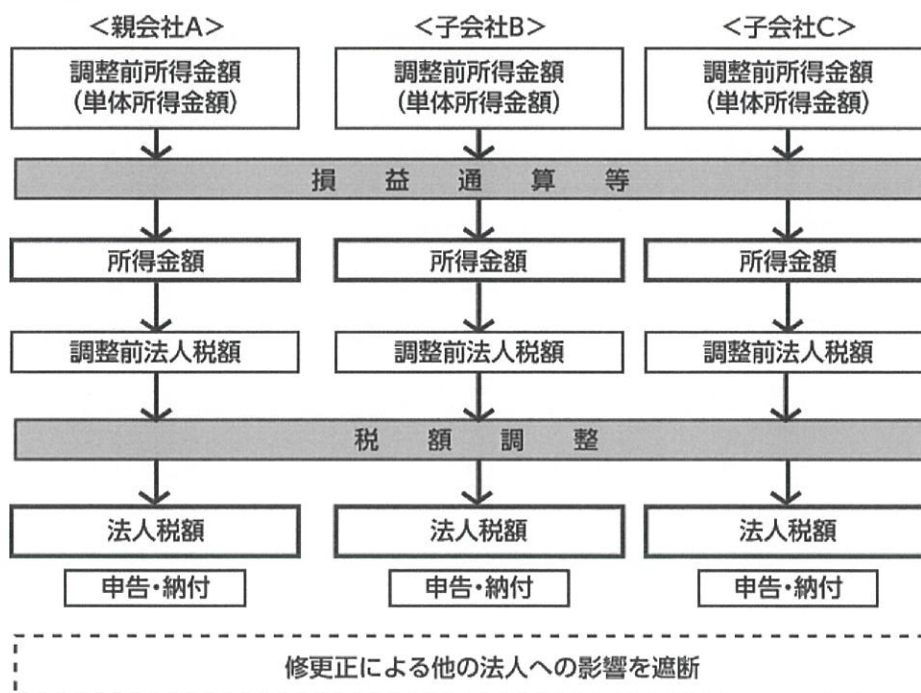 <親会社A> <子会社B> <子会社C>
調整前所得金額 調整前所得金額 調整前所得金額
(単体所得金額) (単体所得金額) (単体所得金額)
損益通算等
所得金額 所得金額 所得金額
調整前法人税額 調整前法人税額 調整前法人税額
税額調整
法人税額 法人税額 法人税額
申告・納付 申告・納付 申告・納付
修更正による他の法人への影響を遮断